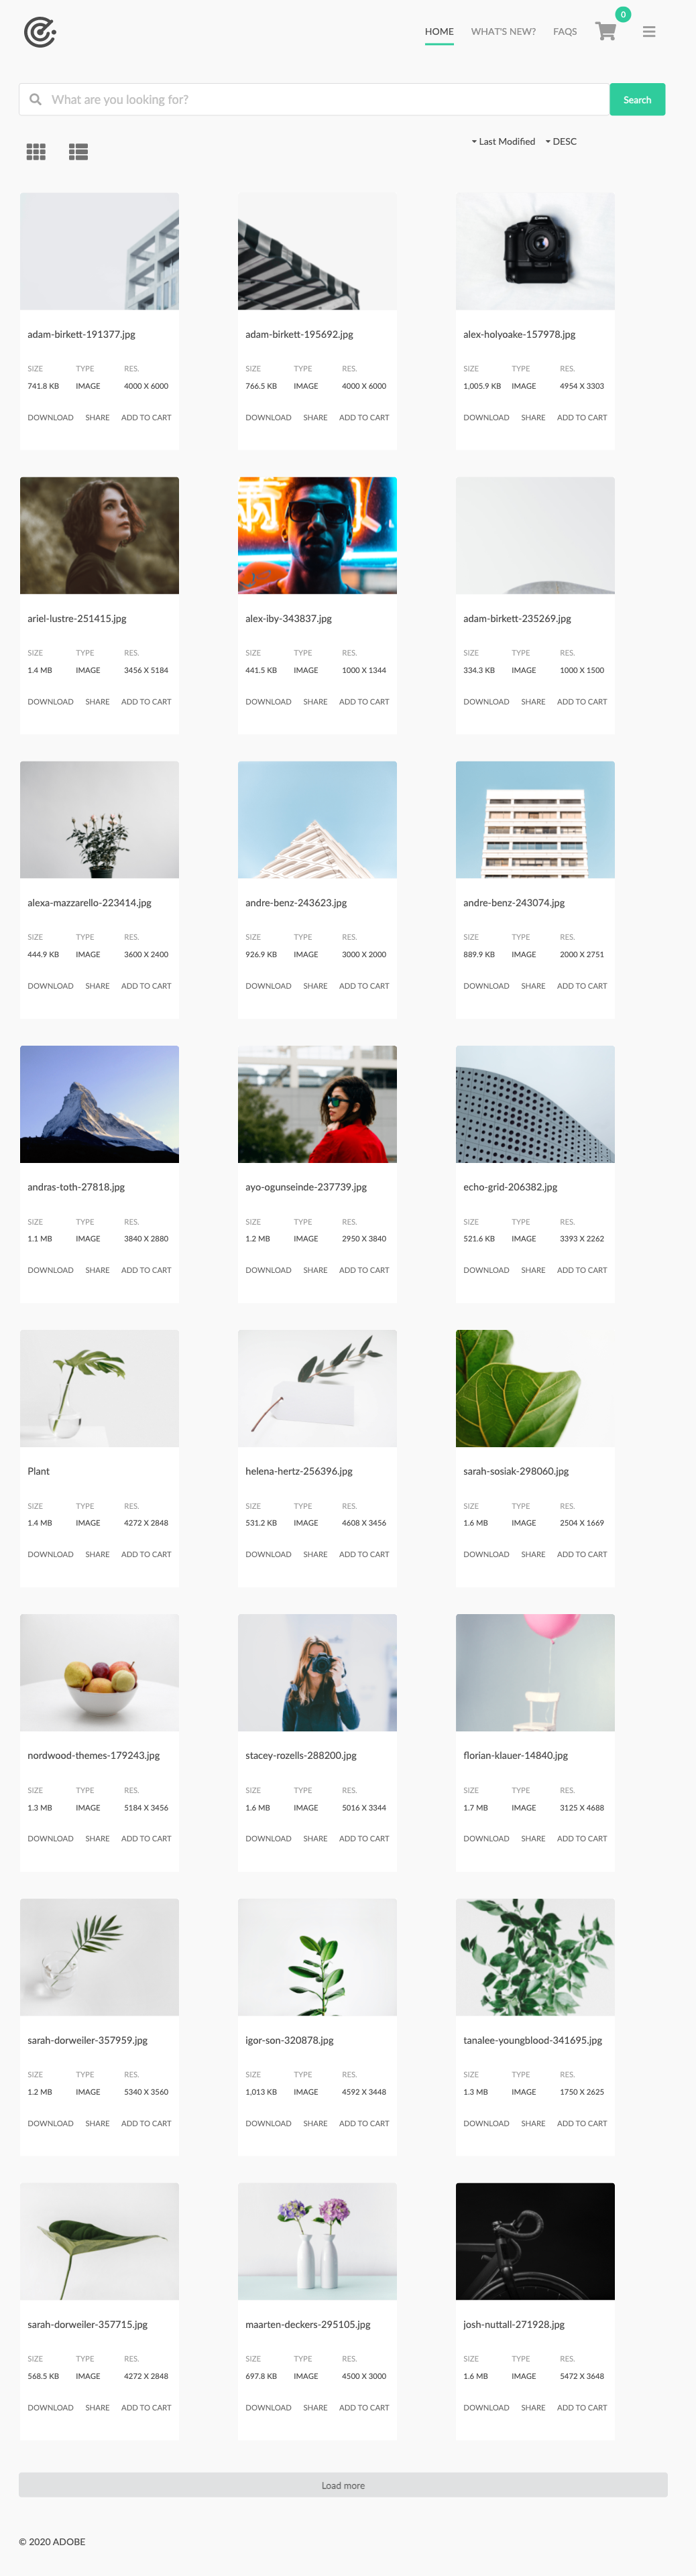 0
HOME WHAT'S NEW? FAQS
What are you looking for? Search
Last Modified DESC
adam-birkett-191377.jpg adam-birkett-195692.jpg alex-holyoake-157978.jpg
SIZE TYPE RES. SIZE TYPE RES. SIZE TYPE RES.
741.8 KB IMAGE 4000 X 6000 766.5 KB IMAGE 4000 X 6000 1,005.9 KB IMAGE 4954 X 3303
DOWNLOAD SHARE ADD TO CART DOWNLOAD SHARE ADD TO CART DOWNLOAD SHARE ADD TO CART
ariel-lustre-251415.jpg alex-iby-343837.jpg adam-birkett-235269.jpg
SIZE TYPE RES. SIZE TYPE RES. SIZE TYPE RES.
1.4 MB IMAGE 3456 X 5184 441.5 KB IMAGE 1000 X 1344 334.3 KB IMAGE 1000 X 1500
DOWNLOAD SHARE ADD TO CART DOWNLOAD SHARE ADD TO CART DOWNLOAD SHARE ADD TO CART
alexa-mazzarello-223414.jpg andre-benz-243623.jpg andre-benz-243074.jpg
SIZE TYPE RES. SIZE TYPE RES. SIZE TYPE RES.
444.9 KB IMAGE 3600 X 2400 926.9 KB IMAGE 3000 X 2000 889.9 KB IMAGE 2000 X 2751
DOWNLOAD SHARE ADD TO CART DOWNLOAD SHARE ADD TO CART DOWNLOAD SHARE ADD TO CART
andras-toth-27818.jpg ayo-ogunseinde-237739.jpg echo-grid-206382.jpg
SIZE TYPE RES. SIZE TYPE RES. SIZE TYPE RES.
1.1 MB IMAGE 3840 X 2880 1.2 MB IMAGE 2950 X 3840 521.6 KB IMAGE 3393 X 2262
DOWNLOAD SHARE ADD TO CART DOWNLOAD SHARE ADD TO CART DOWNLOAD SHARE ADD TO CART
Plant helena-hertz-256396.jpg sarah-sosiak-298060.jpg
SIZE TYPE RES. SIZE TYPE RES. SIZE TYPE RES.
1.4 MB IMAGE 4272 X 2848 531.2 KB IMAGE 4608 X 3456 1.6 MB IMAGE 2504 X 1669
DOWNLOAD SHARE ADD TO CART DOWNLOAD SHARE ADD TO CART DOWNLOAD SHARE ADD TO CART
nordwood-themes-179243.jpg stacey-rozells-288200.jpg florian-klauer-14840.jpg
SIZE TYPE RES. SIZE TYPE RES. SIZE TYPE RES.
1.3 MB IMAGE 5184 X 3456 1.6 MB IMAGE 5016 X 3344 1.7 MB IMAGE 3125 X 4688
DOWNLOAD SHARE ADD TO CART DOWNLOAD SHARE ADD TO CART DOWNLOAD SHARE ADD TO CART
sarah-dorweiler-357959.jpg igor-son-320878.jpg tanalee-youngblood-341695.jpg
SIZE TYPE RES. SIZE TYPE RES. SIZE TYPE RES.
1.2 MB IMAGE 5340 X 3560 1,013 KB IMAGE 4592 X 3448 1.3 MB IMAGE 1750 X 2625
DOWNLOAD SHARE ADD TO CART DOWNLOAD SHARE ADD TO CART DOWNLOAD SHARE ADD TO CART
sarah-dorweiler-357715.jpg maarten-deckers-295105.jpg josh-nuttall-271928.jpg
SIZE TYPE RES. SIZE TYPE RES. SIZE TYPE RES.
568.5 KB IMAGE 4272 X 2848 697.8 KB IMAGE 4500 X 3000 1.6 MB IMAGE 5472 X 3648
DOWNLOAD SHARE ADD TO CART DOWNLOAD SHARE ADD TO CART DOWNLOAD SHARE ADD TO CART
Load more
© 2020 ADOBE